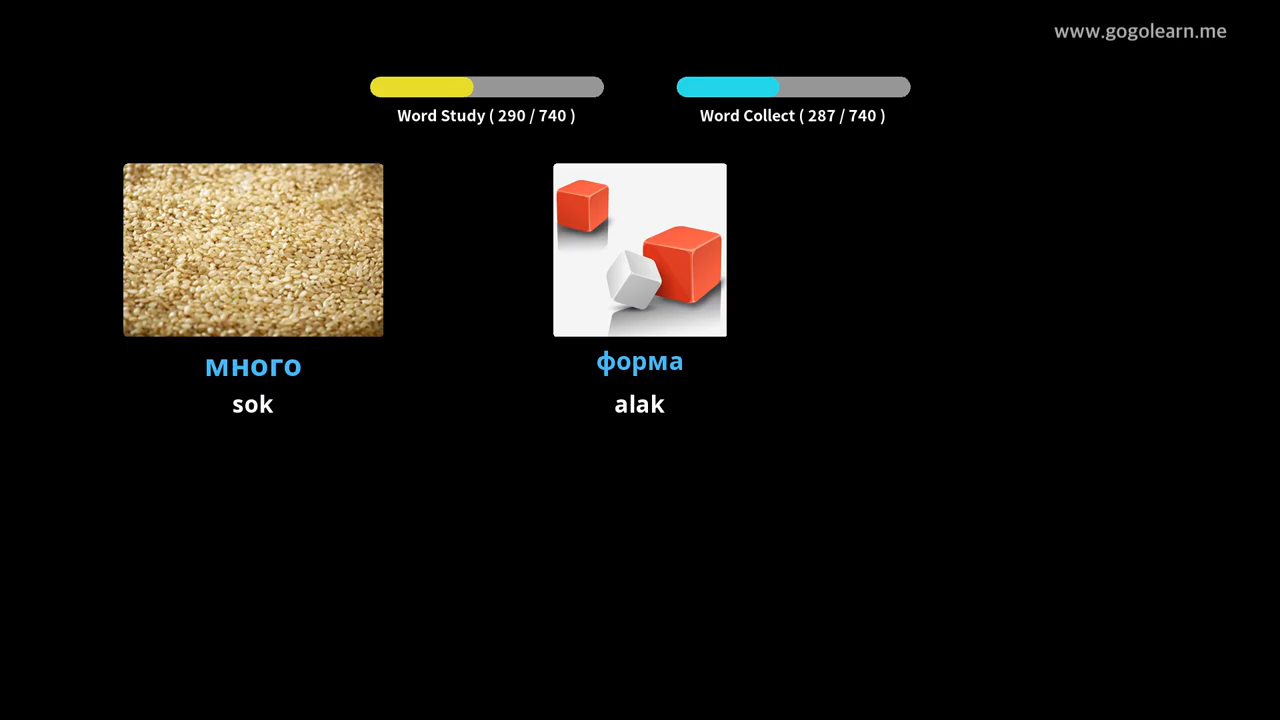 www.gogolearn.me
Word Study ( 290 / 740 )
Word Collect ( 287 / 740 )
много
форма
sok
alak